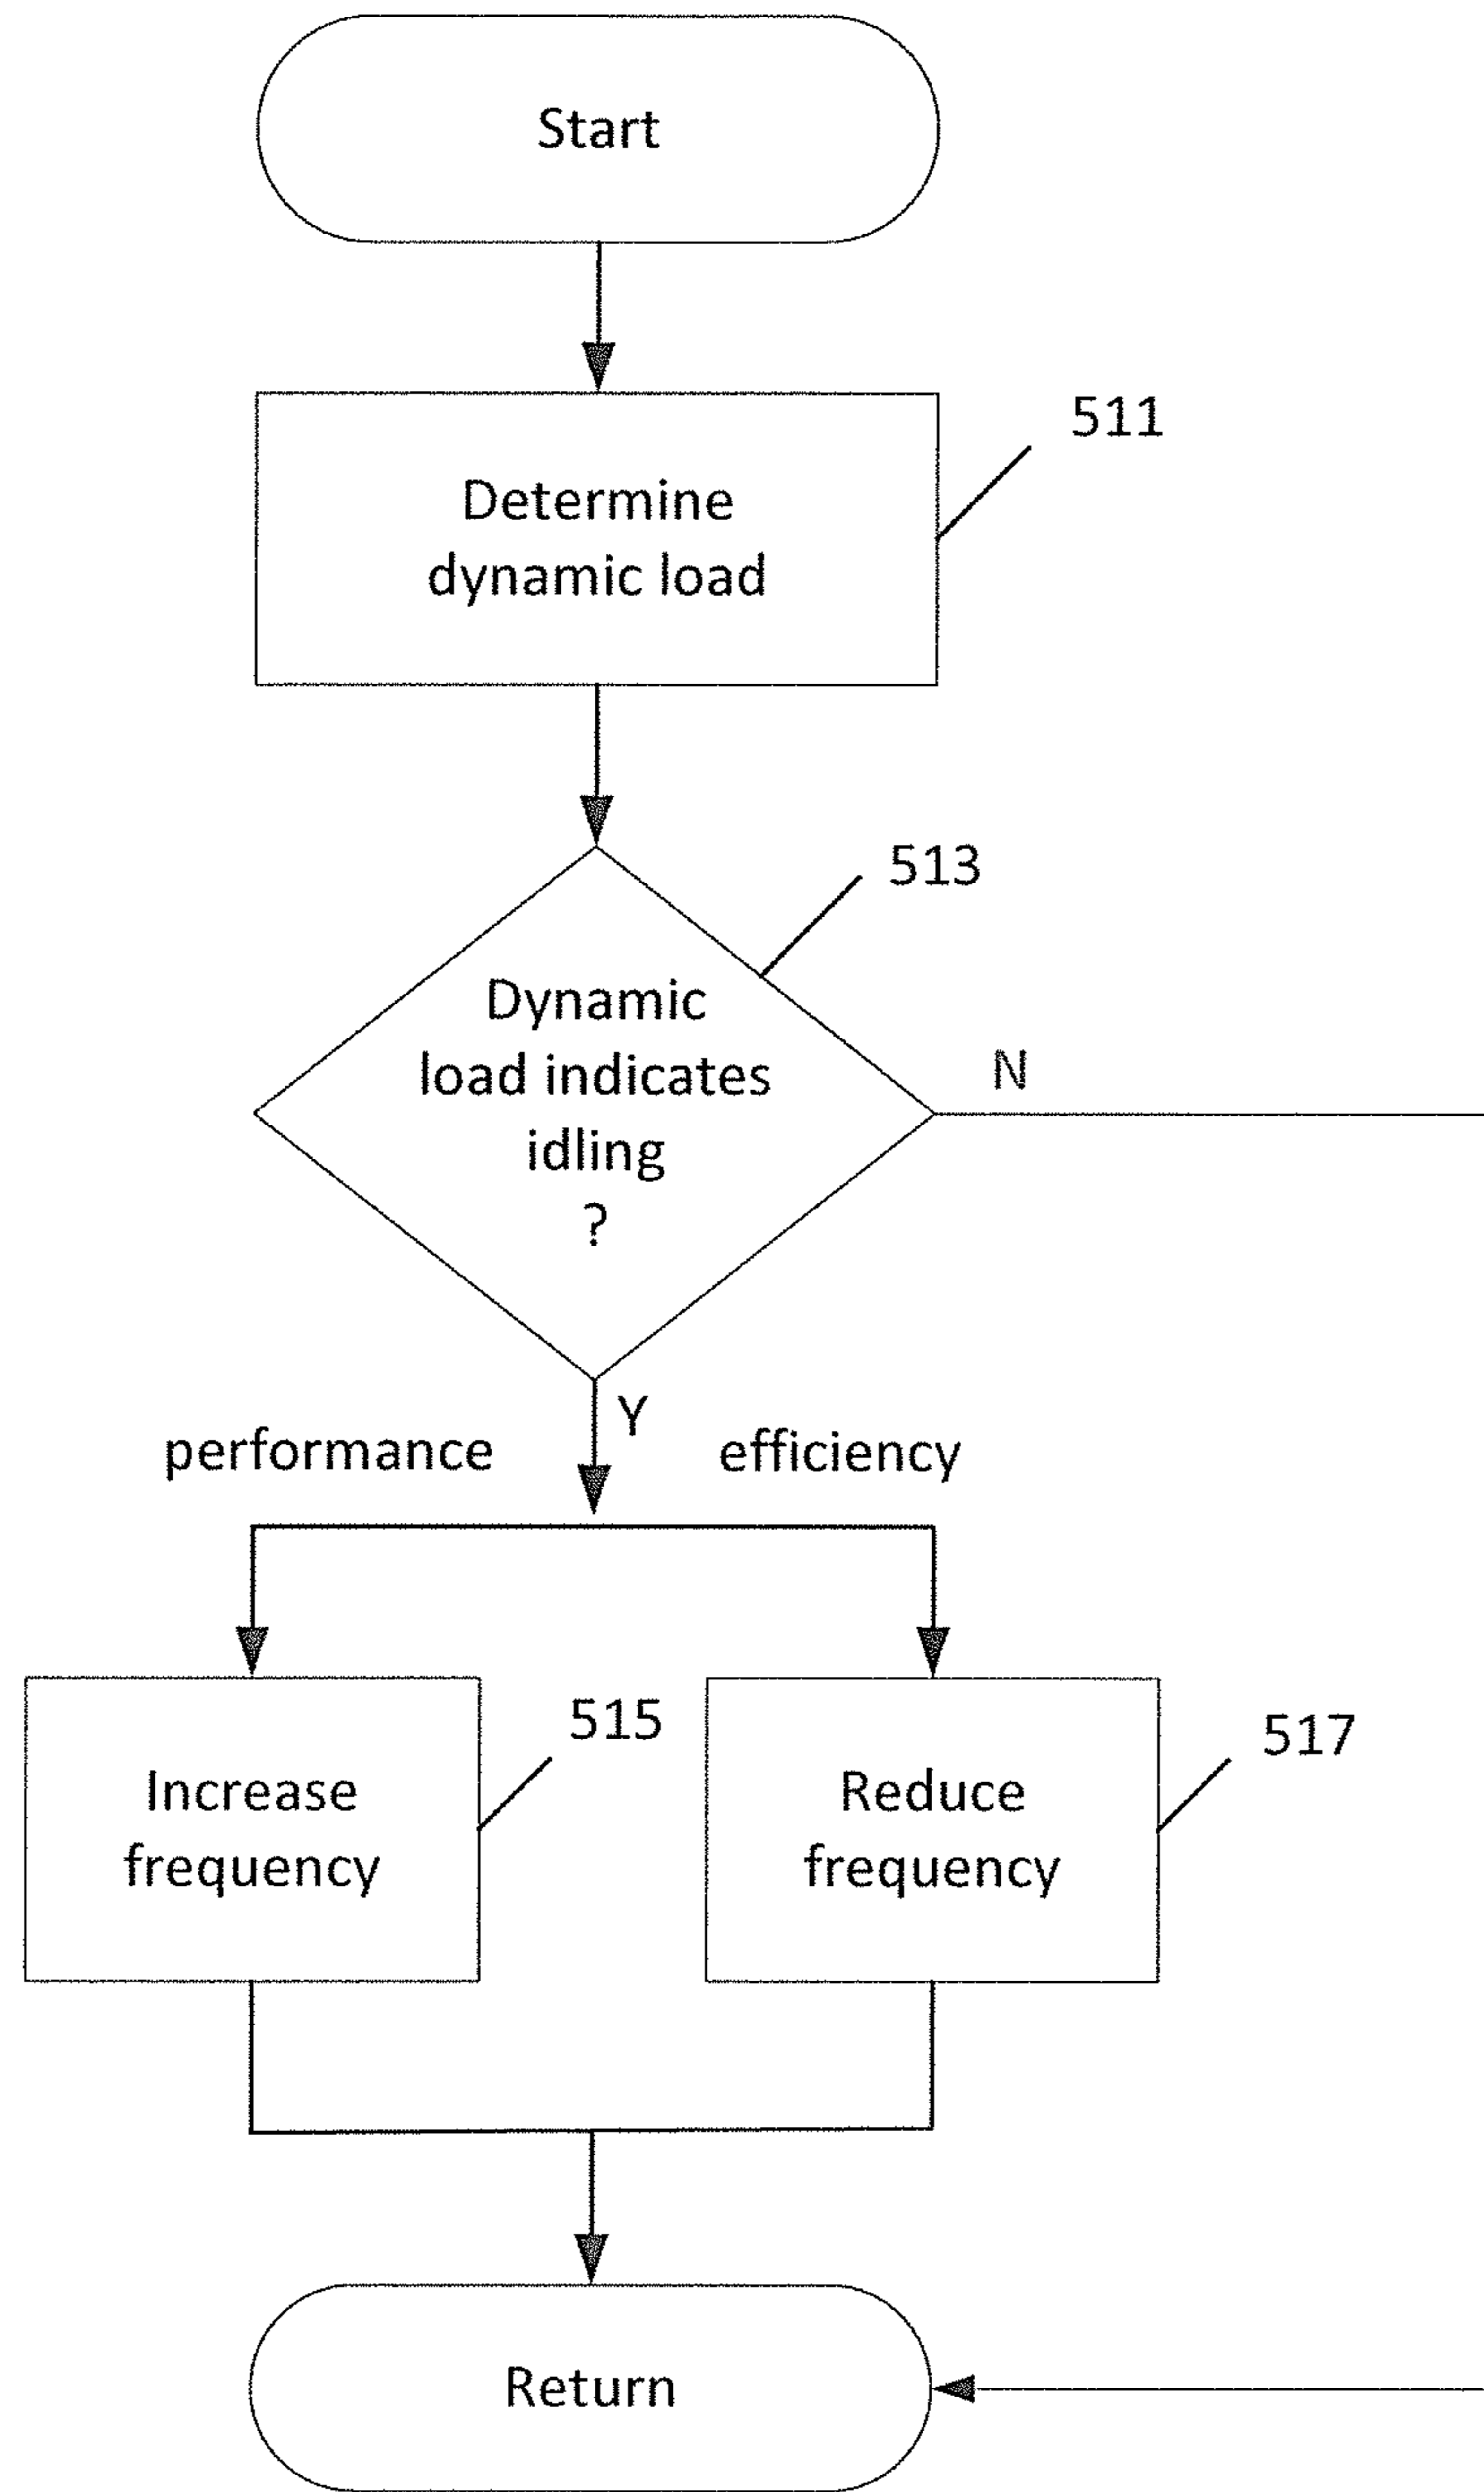 Start
511
Determine
dynamic load
513
Dynamic
load indicates
idling
?
N
Y
performance
efficiency
515
Increase
frequency
517
Reduce
frequency
Return